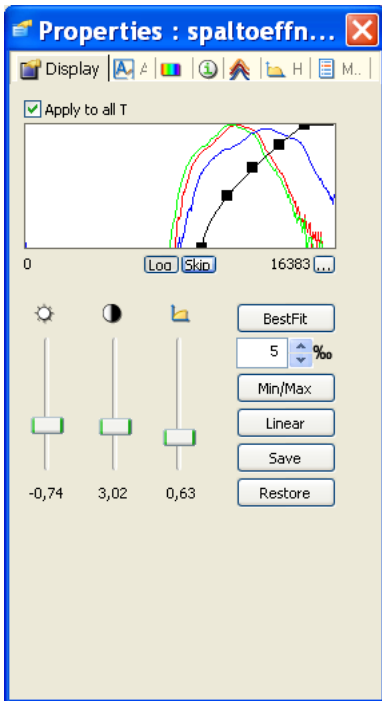 Properties : spaltoeffn...
Display A H M..
Apply to all T
0 Log Skip 16383 ...
BestFit
5 ‰
Min/Max
Linear
Save
Restore
-0,74 3,02 0,63